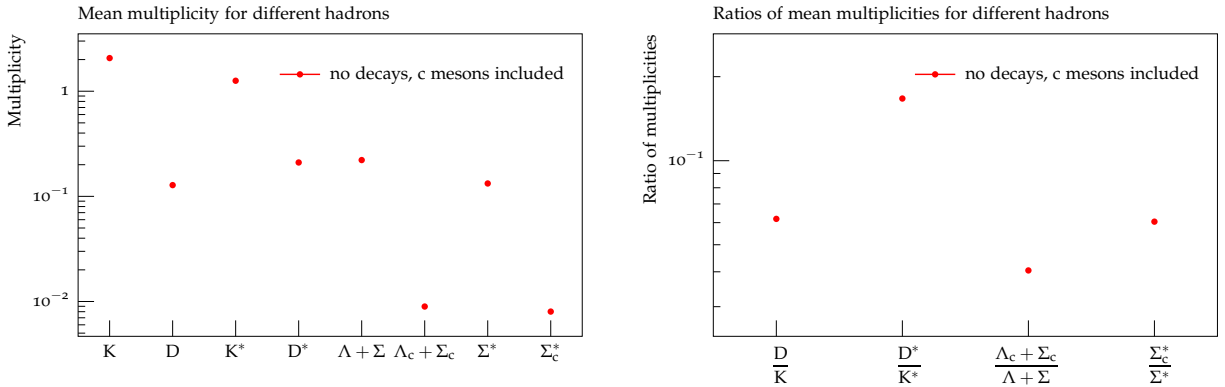 Mean multiplicity for different hadrons
Multiplicity
no decays, c mesons included
1
10⁻¹
10⁻²
K D K* D* Λ + Σ Λc + Σc Σ* Σc*
Ratios of mean multiplicities for different hadrons
Ratio of multiplicities
no decays, c mesons included
10⁻¹
D D* Λc + Σc Σc*
K K* Λ + Σ Σ*